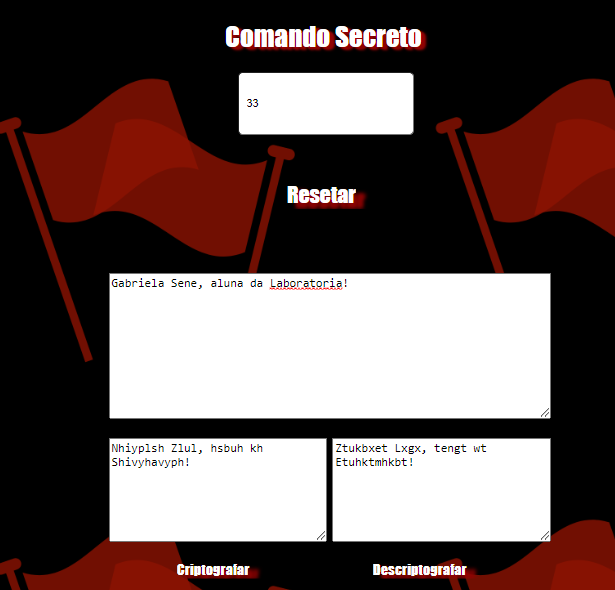 Comando Secreto
33
Resetar
Gabriela Sene, aluna da Laboratoria!
Nhiyplsh Zlul, hsbuh kh
Shivyhavyph!
Ztukbxet Lxgx, tengt wt
Etuhktmhkbt!
Criptografar
Descriptografar